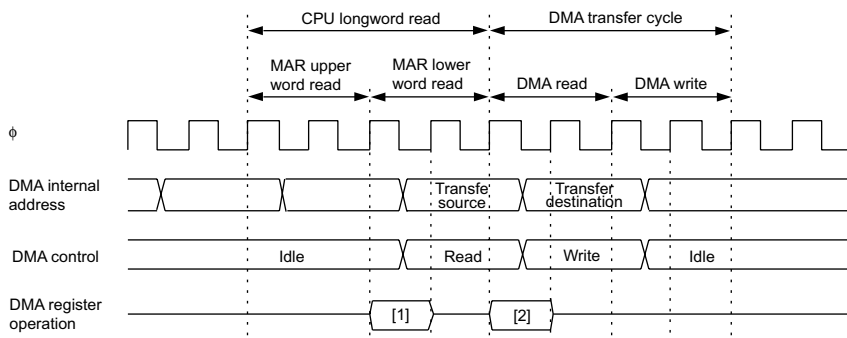 CPU longword read DMA transfer cycle
MAR upper
word read
MAR lower
word read
DMA read DMA write
ϕ
DMA internal
address
Transfe
source
Transfer
destination
DMA control
Idle Read Write Idle
DMA register
operation
[1] [2]